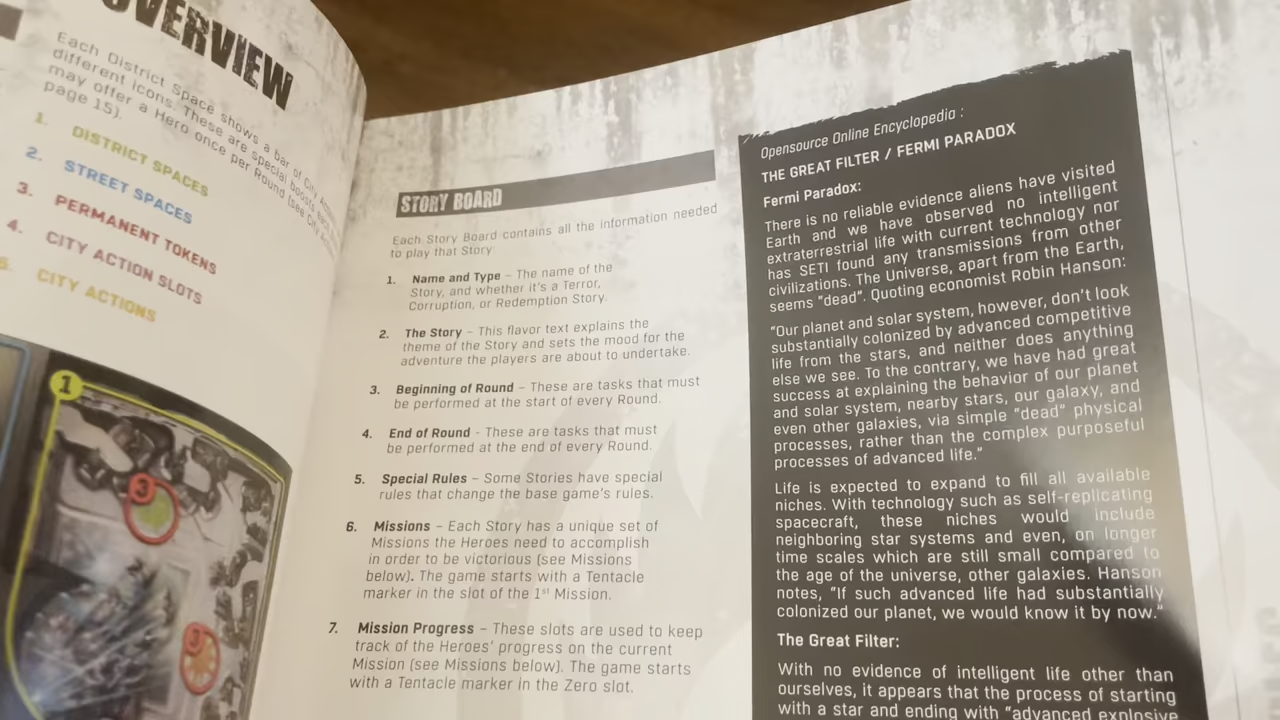 OVERVIEW
Each District Space shows a bar of City
different icons. These are special boosts
may offer a Hero once per Round (see City
page 15).
1. DISTRICT SPACES
2. STREET SPACES
3. PERMANENT TOKENS
4. CITY ACTION SLOTS
5. CITY ACTIONS
1
3
3
STORY BOARD
Each Story Board contains all the information needed
to play that Story
1. Name and Type – The name of the
Story, and whether it's a Terror,
Corruption, or Redemption Story.
2. The Story – This flavor text explains the
theme of the Story and sets the mood for the
adventure the players are about to undertake.
3. Beginning of Round – These are tasks that must
be performed at the start of every Round.
4. End of Round - These are tasks that must
be performed at the end of every Round.
5. Special Rules – Some Stories have special
rules that change the base game's rules.
6. Missions – Each Story has a unique set of
Missions the Heroes need to accomplish
in order to be victorious (see Missions
below). The game starts with a Tentacle
marker in the slot of the 1st Mission.
7. Mission Progress – These slots are used to keep
track of the Heroes' progress on the current
Mission (see Missions below). The game starts
with a Tentacle marker in the Zero slot.
Opensource Online Encyclopedia :
THE GREAT FILTER / FERMI PARADOX
Fermi Paradox:
There is no reliable evidence aliens have visited
Earth and we have observed no intelligent
extraterrestrial life with current technology nor
has SETI found any transmissions from other
civilizations. The Universe, apart from the Earth,
seems "dead". Quoting economist Robin Hanson:
"Our planet and solar system, however, don't look
substantially colonized by advanced competitive
life from the stars, and neither does anything
else we see. To the contrary, we have had great
success at explaining the behavior of our planet
and solar system, nearby stars, our galaxy, and
even other galaxies, via simple "dead" physical
processes, rather than the complex purposeful
processes of advanced life."
Life is expected to expand to fill all available
niches. With technology such as self-replicating
spacecraft, these niches would include
neighboring star systems and even, on longer
time scales which are still small compared to
the age of the universe, other galaxies. Hanson
notes, "If such advanced life had substantially
colonized our planet, we would know it by now."
The Great Filter:
With no evidence of intelligent life other than
ourselves, it appears that the process of starting
with a star and ending with "advanced explosive